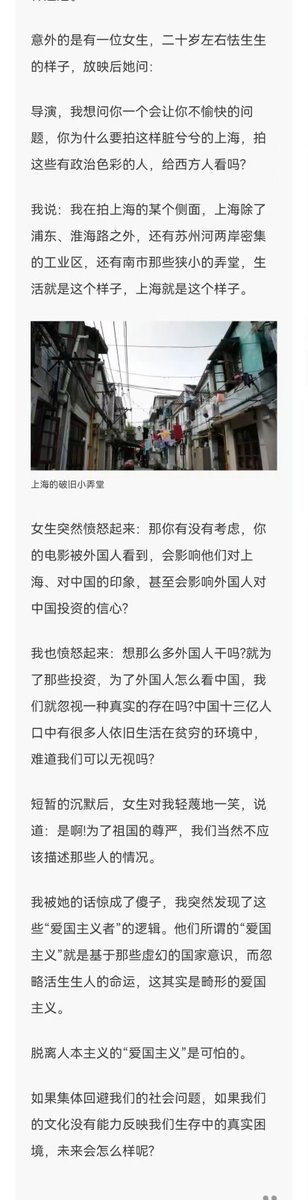 意外的是有一位女生，二十岁左右怯生生
的样子，放映后她问：
导演，我想问你一个会让你不愉快的问
题，你为什么要拍这样脏兮兮的上海，拍
这些有政治色彩的人，给西方人看吗？
我说：我在拍上海的某个侧面，上海除了
浦东、淮海路之外，还有苏州河两岸密集
的工业区，还有南市那些狭小的弄堂，生
活就是这个样子，上海就是这个样子。
上海的破旧小弄堂
女生突然愤怒起来：那你有没有考虑，你
的电影被外国人看到，会影响他们对上
海、对中国的印象，甚至会影响外国人对
中国投资的信心？
我也愤怒起来：想那么多外国人干吗?就为
了那些投资，为了外国人怎么看中国，我
们就忽视一种真实的存在吗?中国十三亿人
口中有很多人依旧生活在贫穷的环境中，
难道我们可以无视吗？
短暂的沉默后，女生对我轻蔑地一笑，说
道：是啊!为了祖国的尊严，我们当然不应
该描述那些人的情况。
我被她的话惊成了傻子，我突然发现了这
些“爱国主义者”的逻辑。他们所谓的“爱国
主义”就是基于那些虚幻的国家意识，而忽
略活生生人的命运，这其实是畸形的爱国
主义。
脱离人本主义的“爱国主义”是可怕的。
如果集体回避我们的社会问题，如果我们
的文化没有能力反映我们生存中的真实困
境，未来会怎么样呢？